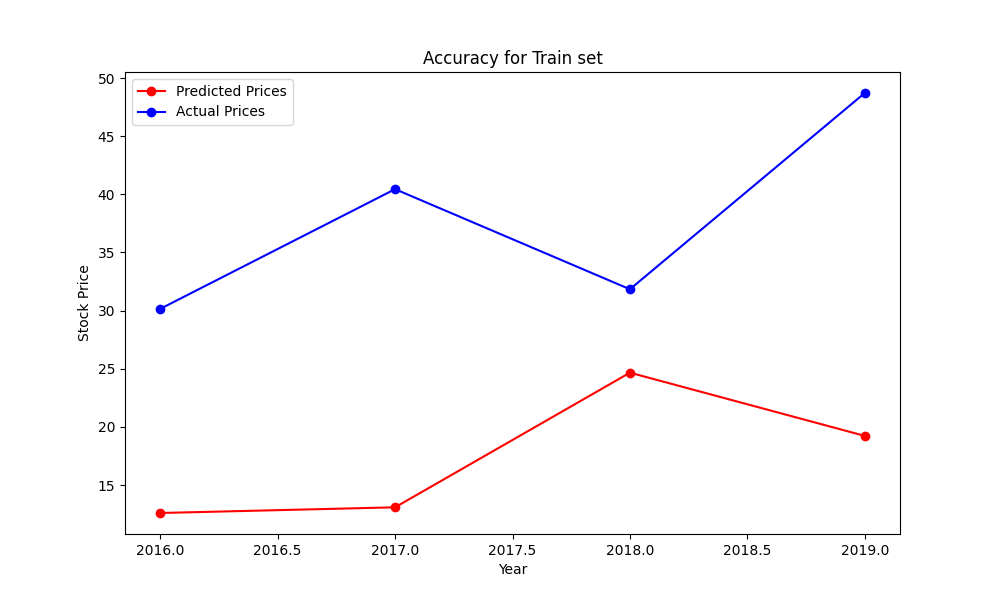 Accuracy for Train set
Predicted Prices
Actual Prices
50
45
40
35
30
25
20
15
Stock Price
2016.0 2016.5 2017.0 2017.5 2018.0 2018.5 2019.0
Year